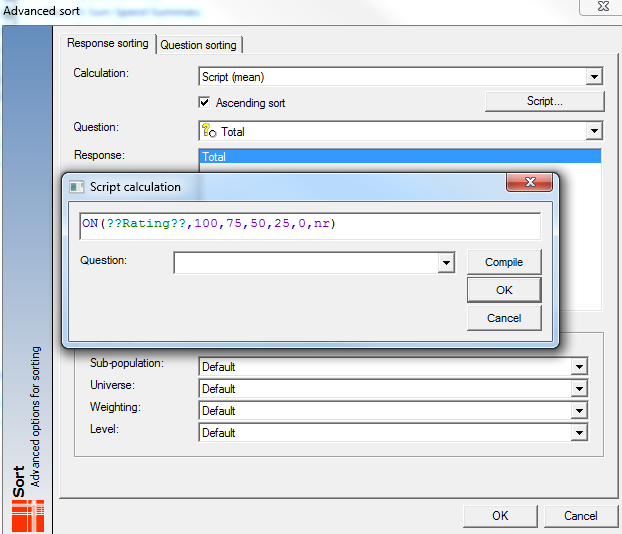 Advanced sort
Response sorting
Question sorting
Calculation:
Script (mean)
Ascending sort
Script...
Question:
Total
Response:
Total
Script calculation
ON(??Rating??,100,75,50,25,0,nr)
Question:
Compile
OK
Cancel
Sub-population:
Default
Universe:
Default
Weighting:
Default
Level:
Default
Sort
Advanced options for sorting
OK
Cancel